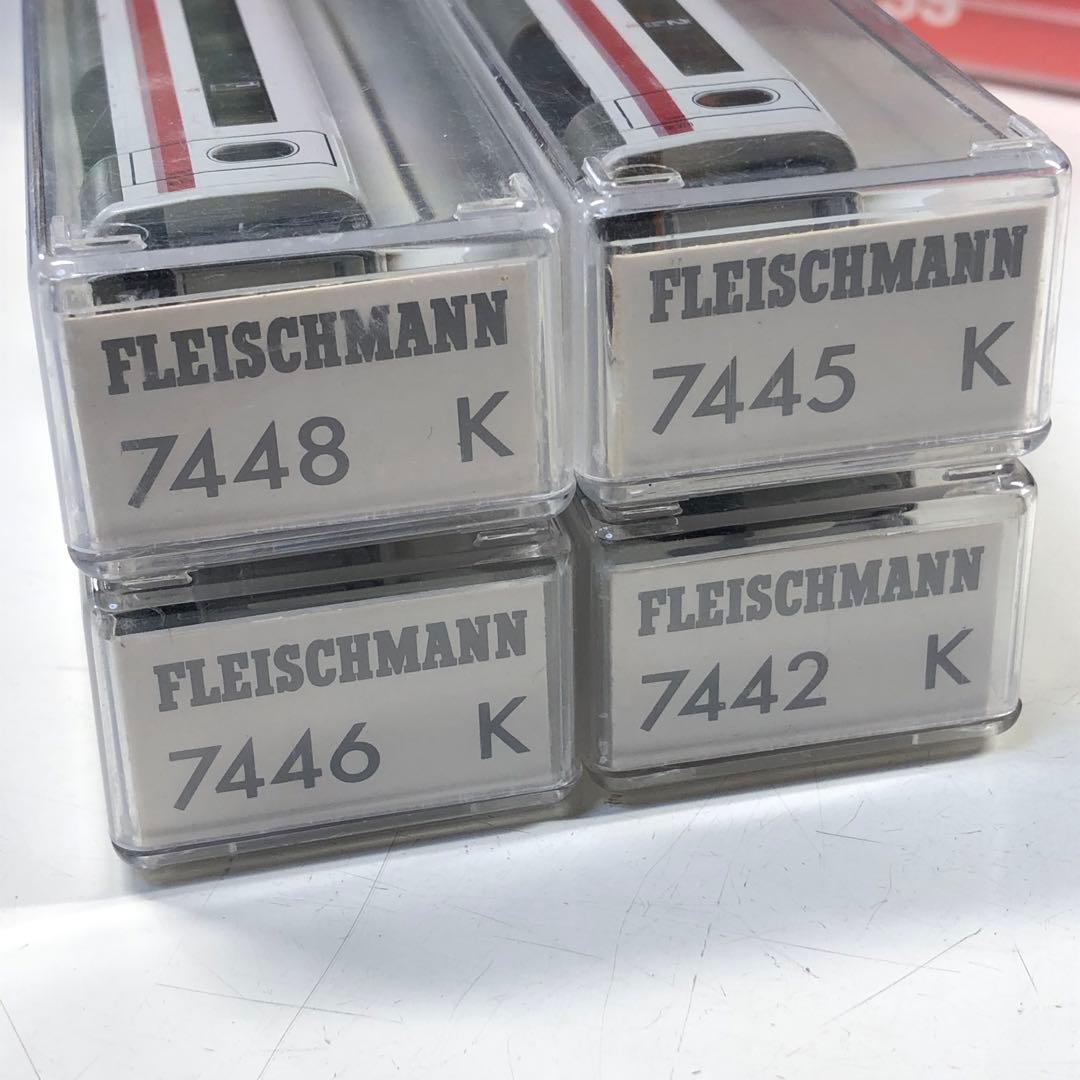 FLEISCHMANN
7448 K
FLEISCHMANN
7445 K
FLEISCHMANN
7446 K
FLEISCHMANN
7442 K